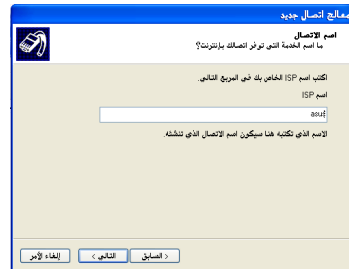 معالج اتصال جديد
اسم الاتصال
ما اسم الخدمة التي توفر اتصالك بإنترنت؟
اكتب اسم ISP الخاص بك في المربع التالي.
اسم ISP
asus
الاسم الذي تكتبه هنا سيكون اسم الاتصال الذي تنشئه.
< السابق
التالي >
إلغاء الأمر